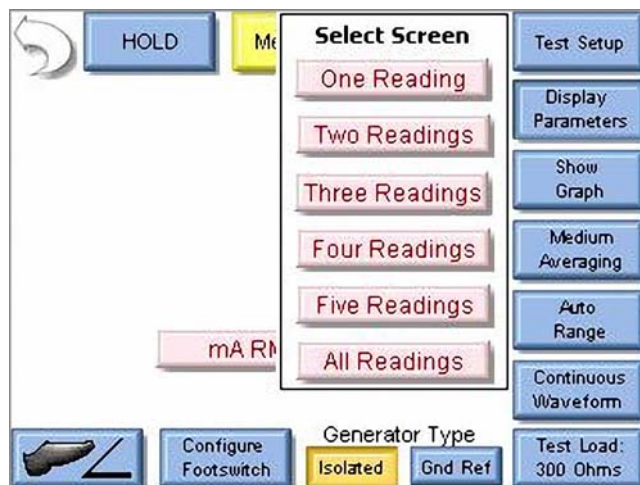 HOLD
Me
Select Screen
One Reading
Two Readings
Three Readings
Four Readings
Five Readings
All Readings
mA RM
Test Setup
Display
Parameters
Show
Graph
Medium
Averaging
Auto
Range
Continuous
Waveform
Configure
Footswitch
Generator Type
Isolated
Gnd Ref
Test Load:
300 Ohms